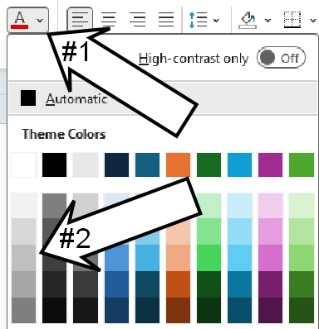 A
#1
High-contrast only
Off
Automatic
Theme Colors
#2